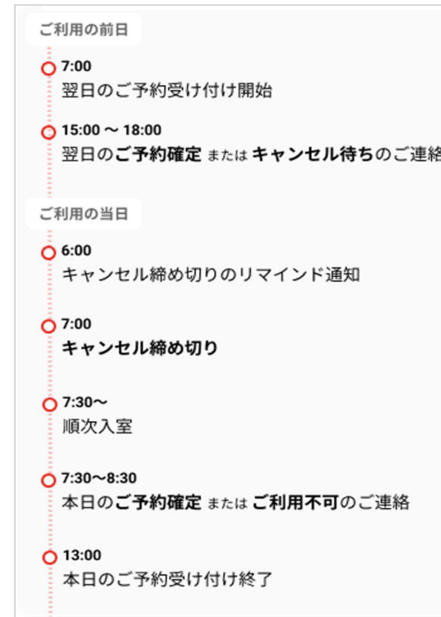 ご利用の前日
7:00
翌日のご予約受け付け開始
15:00 〜 18:00
翌日のご予約確定 または キャンセル待ちのご連絡
ご利用の当日
6:00
キャンセル締め切りのリマインド通知
7:00
キャンセル締め切り
7:30〜
順次入室
7:30〜8:30
本日のご予約確定 または ご利用不可のご連絡
13:00
本日のご予約受け付け終了